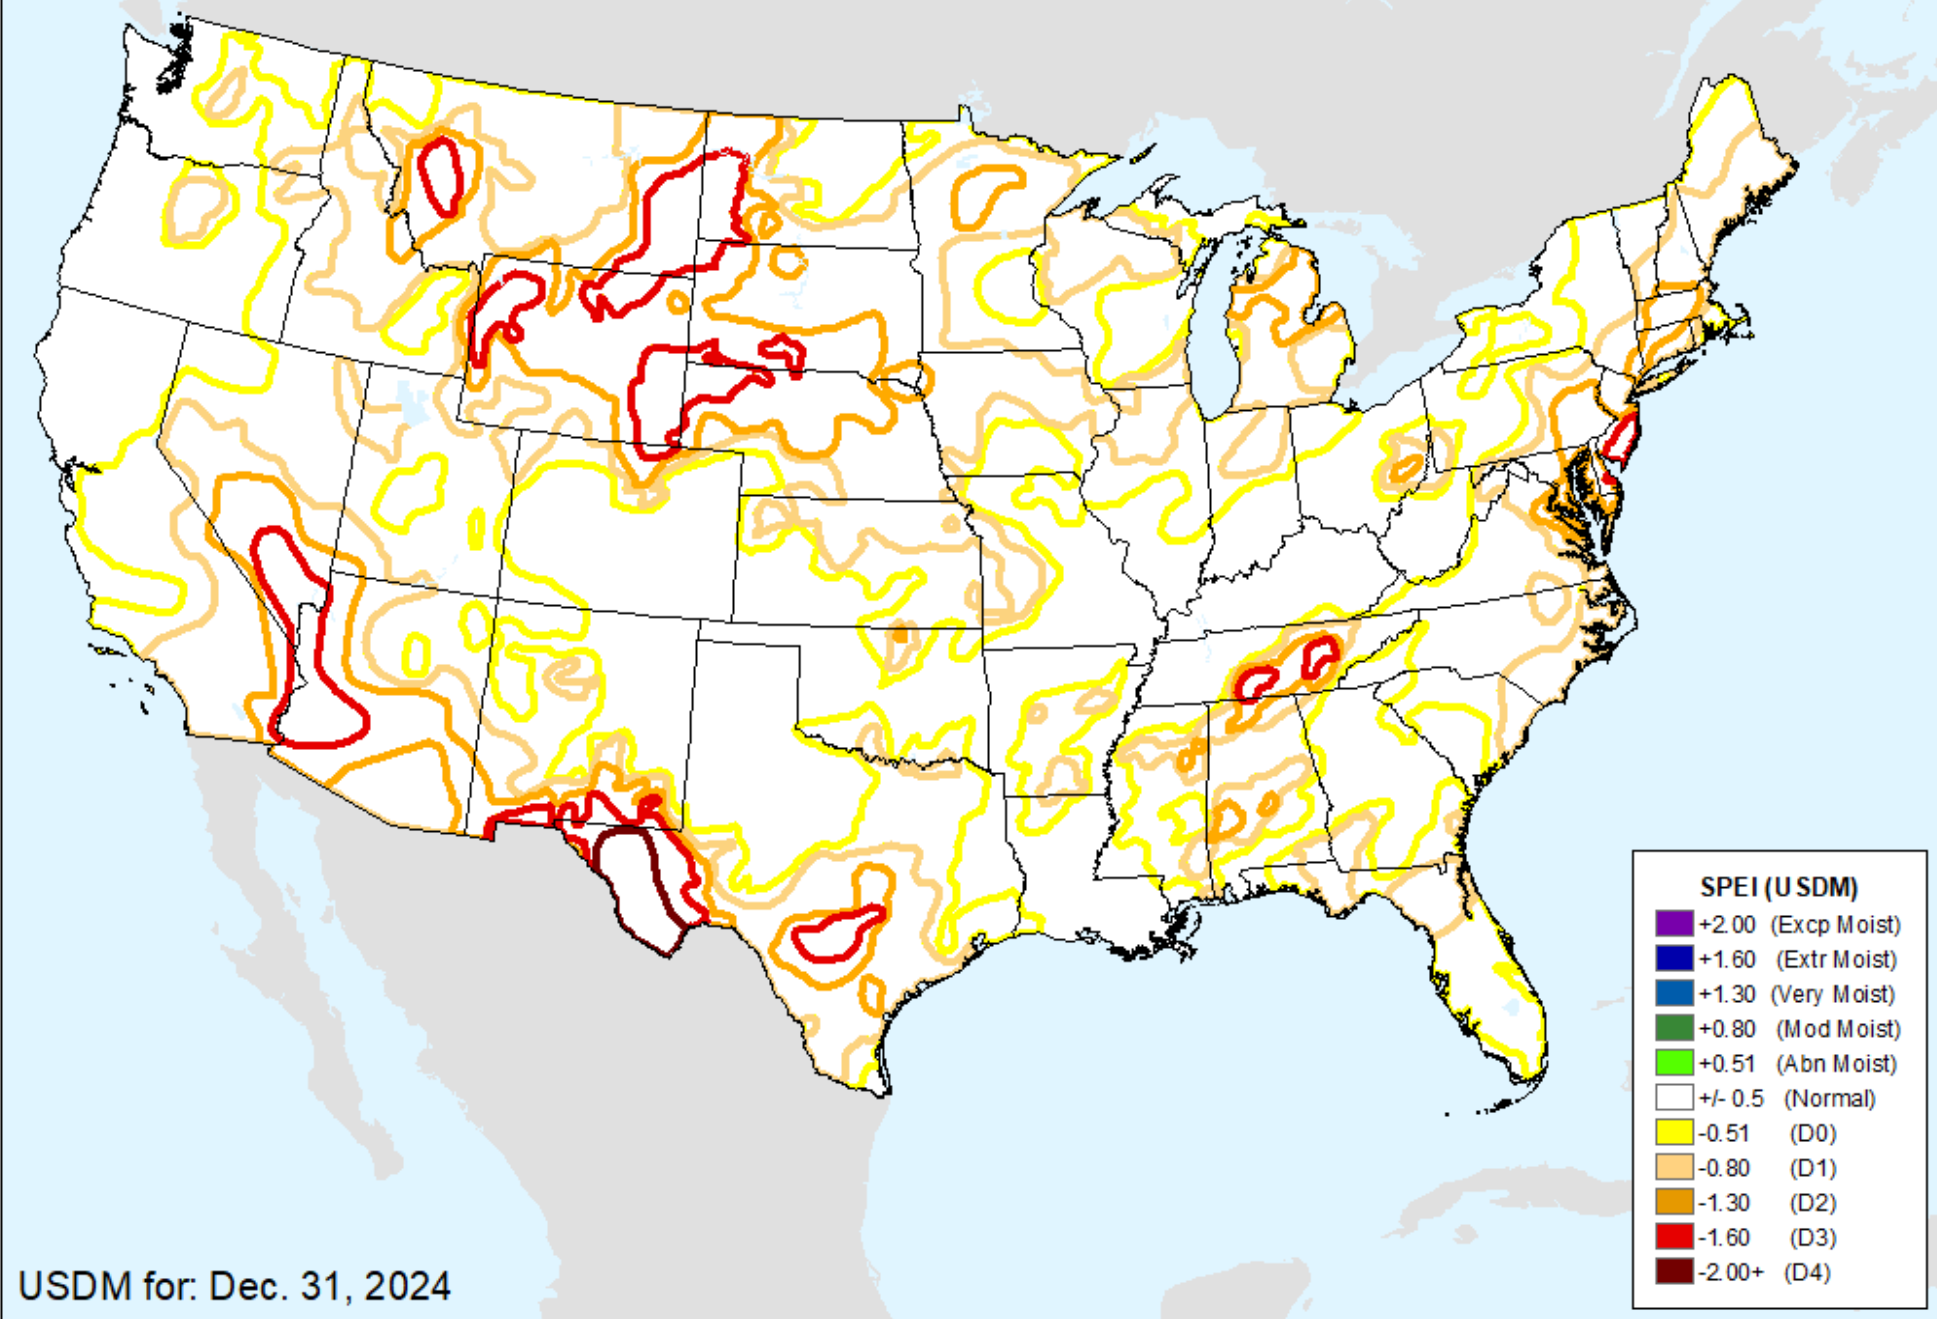 SPEI (USDM)
+2.00 (Excp Moist)
+1.60 (Extr Moist)
+1.30 (Very Moist)
+0.80 (Mod Moist)
+0.51 (Abn Moist)
+/- 0.5 (Normal)
-0.51 (D0)
-0.80 (D1)
-1.30 (D2)
-1.60 (D3)
-2.00+ (D4)
USDM for: Dec. 31, 2024